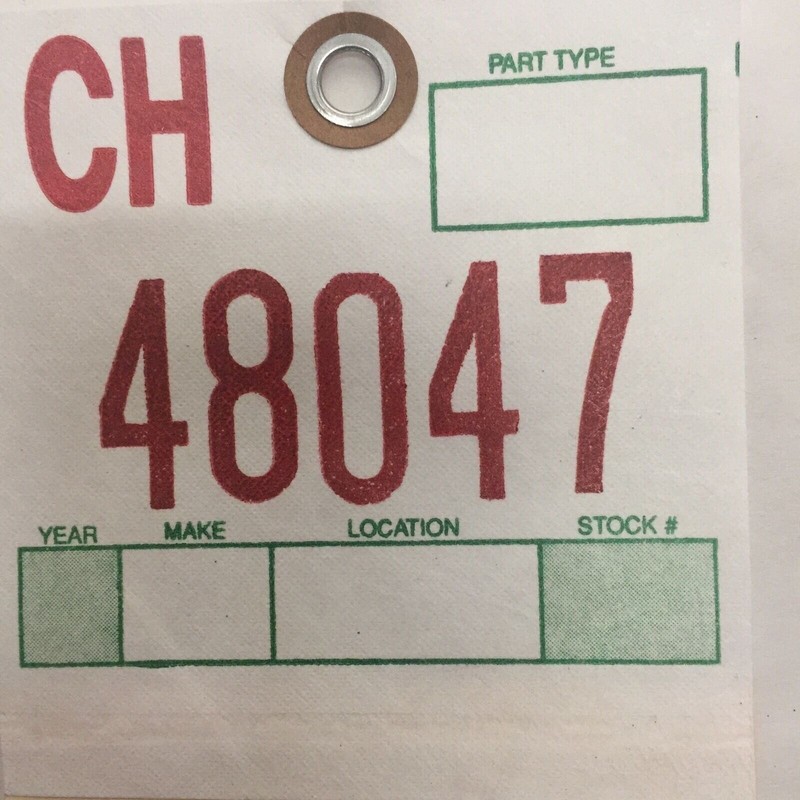 CH
PART TYPE
48047
YEAR MAKE LOCATION STOCK #